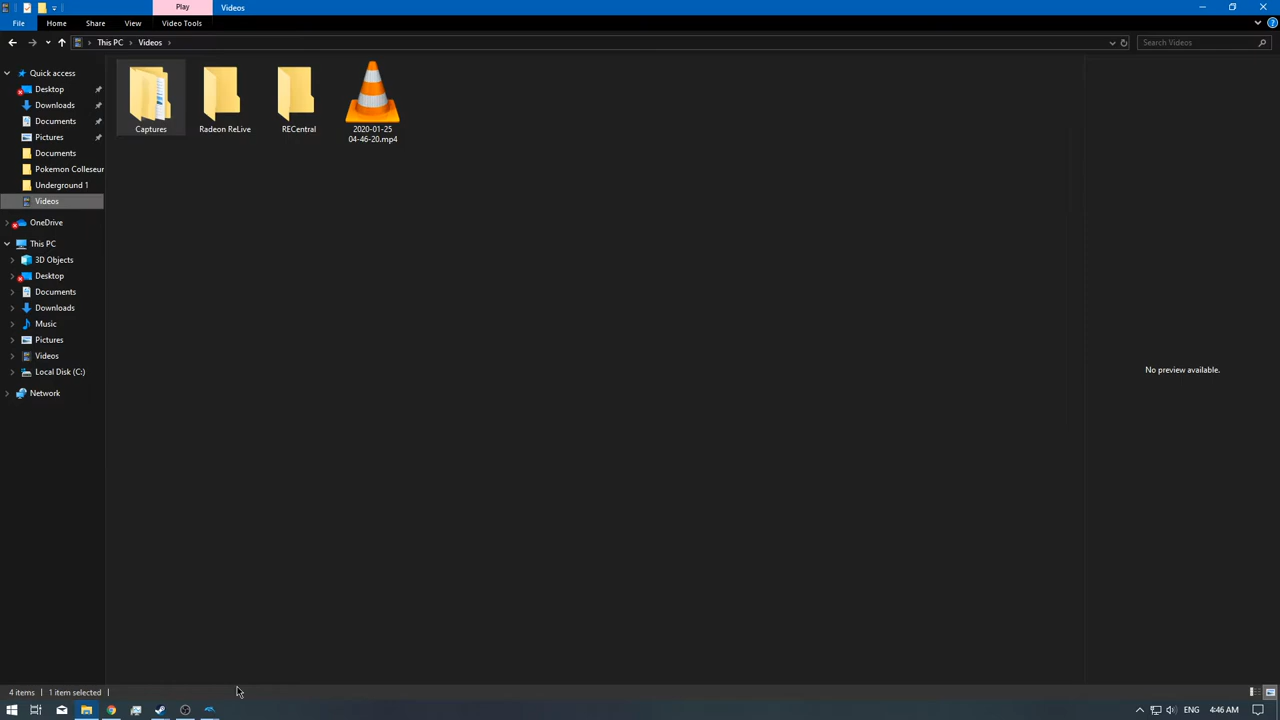 Play
Videos
File
Home
Share
View
Video Tools
This PC
Videos
Search Videos
Quick access
Desktop
Downloads
Documents
Pictures
Documents
Pokemon Colleseur
Underground 1
Videos
OneDrive
This PC
3D Objects
Desktop
Documents
Downloads
Music
Pictures
Videos
Local Disk (C:)
Network
Captures
Radeon ReLive
RECentral
2020-01-25
04-46-20.mp4
No preview available.
4 items
1 item selected
ENG
4:46 AM